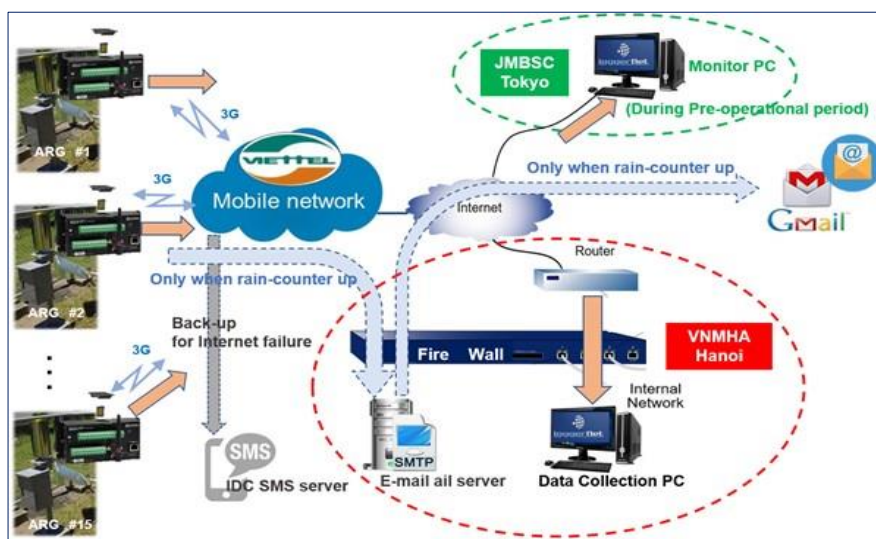 3G
ARG #1
3G
ARG #2
3G
ARG #15
VIETTEL
Mobile network
Only when rain-counter up
Back-up
for Internet failure
SMS
IDC SMS server
JMBSC
Tokyo
Monitor PC
(During Pre-operational period)
Only when rain-counter up
@
Gmail
Internet
Router
Fire Wall
VNMHA
Hanoi
Internal
Network
SMTP
E-mail ail server
Data Collection PC